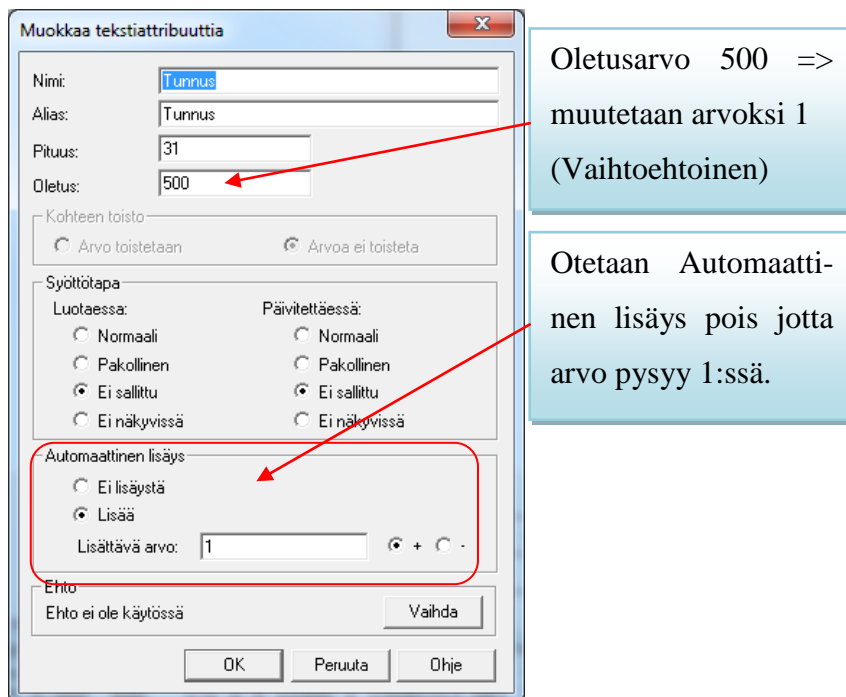 Muokkaa tekstiattribuuttia
Nimi: Tunnus
Alias: Tunnus
Pituus: 31
Oletus: 500
Kohteen toisto
Arvo toistetaan Arvoa ei toisteta
Syöttötapa
Luotaessa: Päivitettäessä:
Normaali Normaali
Pakollinen Pakollinen
Ei sallittu Ei sallittu
Ei näkyvissä Ei näkyvissä
Automaattinen lisäys
Ei lisäystä
Lisää
Lisättävä arvo: 1 + -
Ehto
Ehto ei ole käytössä Vaihda
OK Peruuta Ohje
Oletusarvo 500 =>
muutetaan arvoksi 1
(Vaihtoehtoinen)
Otetaan Automaatti-
nen lisäys pois jotta
arvo pysyy 1:ssä.